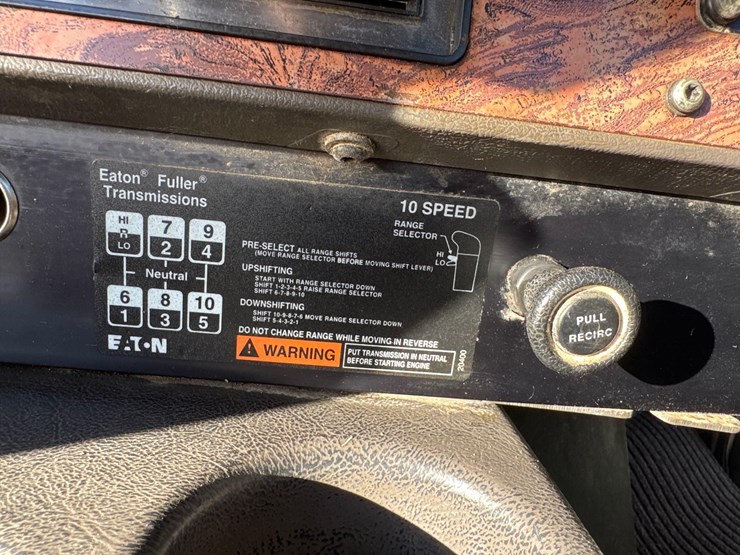 Eaton® Fuller®
Transmissions
10 SPEED
RANGE
SELECTOR
HI
LO
HI
R
LO
7
2
9
4
Neutral
6
1
8
3
10
5
EATON
PRE-SELECT ALL RANGE SHIFTS
(MOVE RANGE SELECTOR BEFORE MOVING SHIFT LEVER)
UPSHIFTING
START WITH RANGE SELECTOR DOWN
SHIFT 1-2-3-4-5 RAISE RANGE SELECTOR
SHIFT 6-7-8-9-10
DOWNSHIFTING
SHIFT 10-9-8-7-6 MOVE RANGE SELECTOR DOWN
SHIFT 5-4-3-2-1
DO NOT CHANGE RANGE WHILE MOVING IN REVERSE
WARNING
PUT TRANSMISSION IN NEUTRAL
BEFORE STARTING ENGINE
20400
PULL
RECIRC